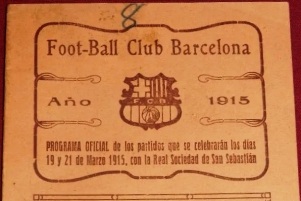 8
Foot-Ball Club Barcelona
Año 1915
F C B
PROGRAMA OFICIAL de los partidos que se celebrarán los días
19 y 21 de Marzo 1915, con la Real Sociedad de San Sebastián